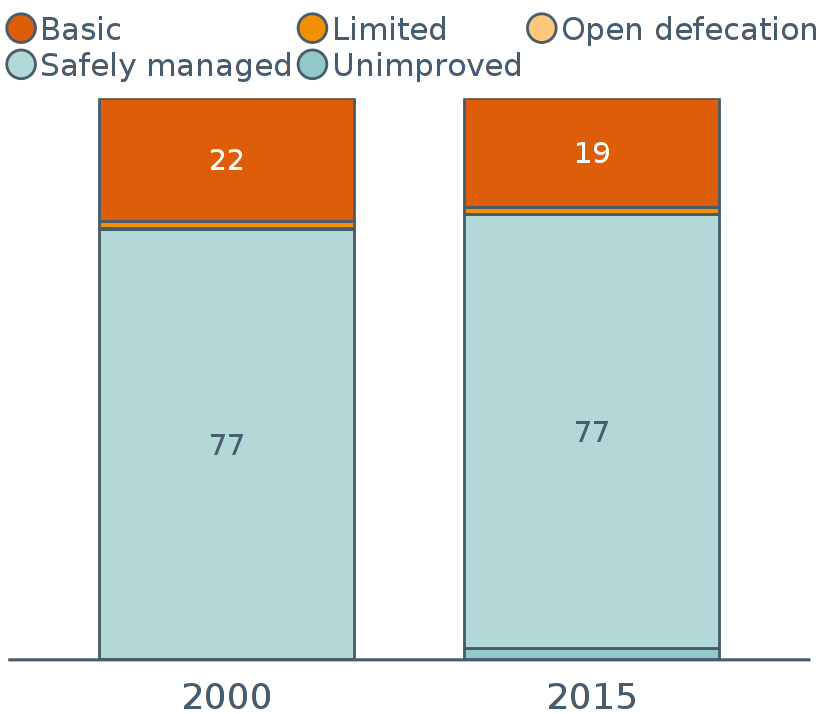 Basic Limited Open defecation
Safely managed Unimproved
22 19
77 77
2000 2015